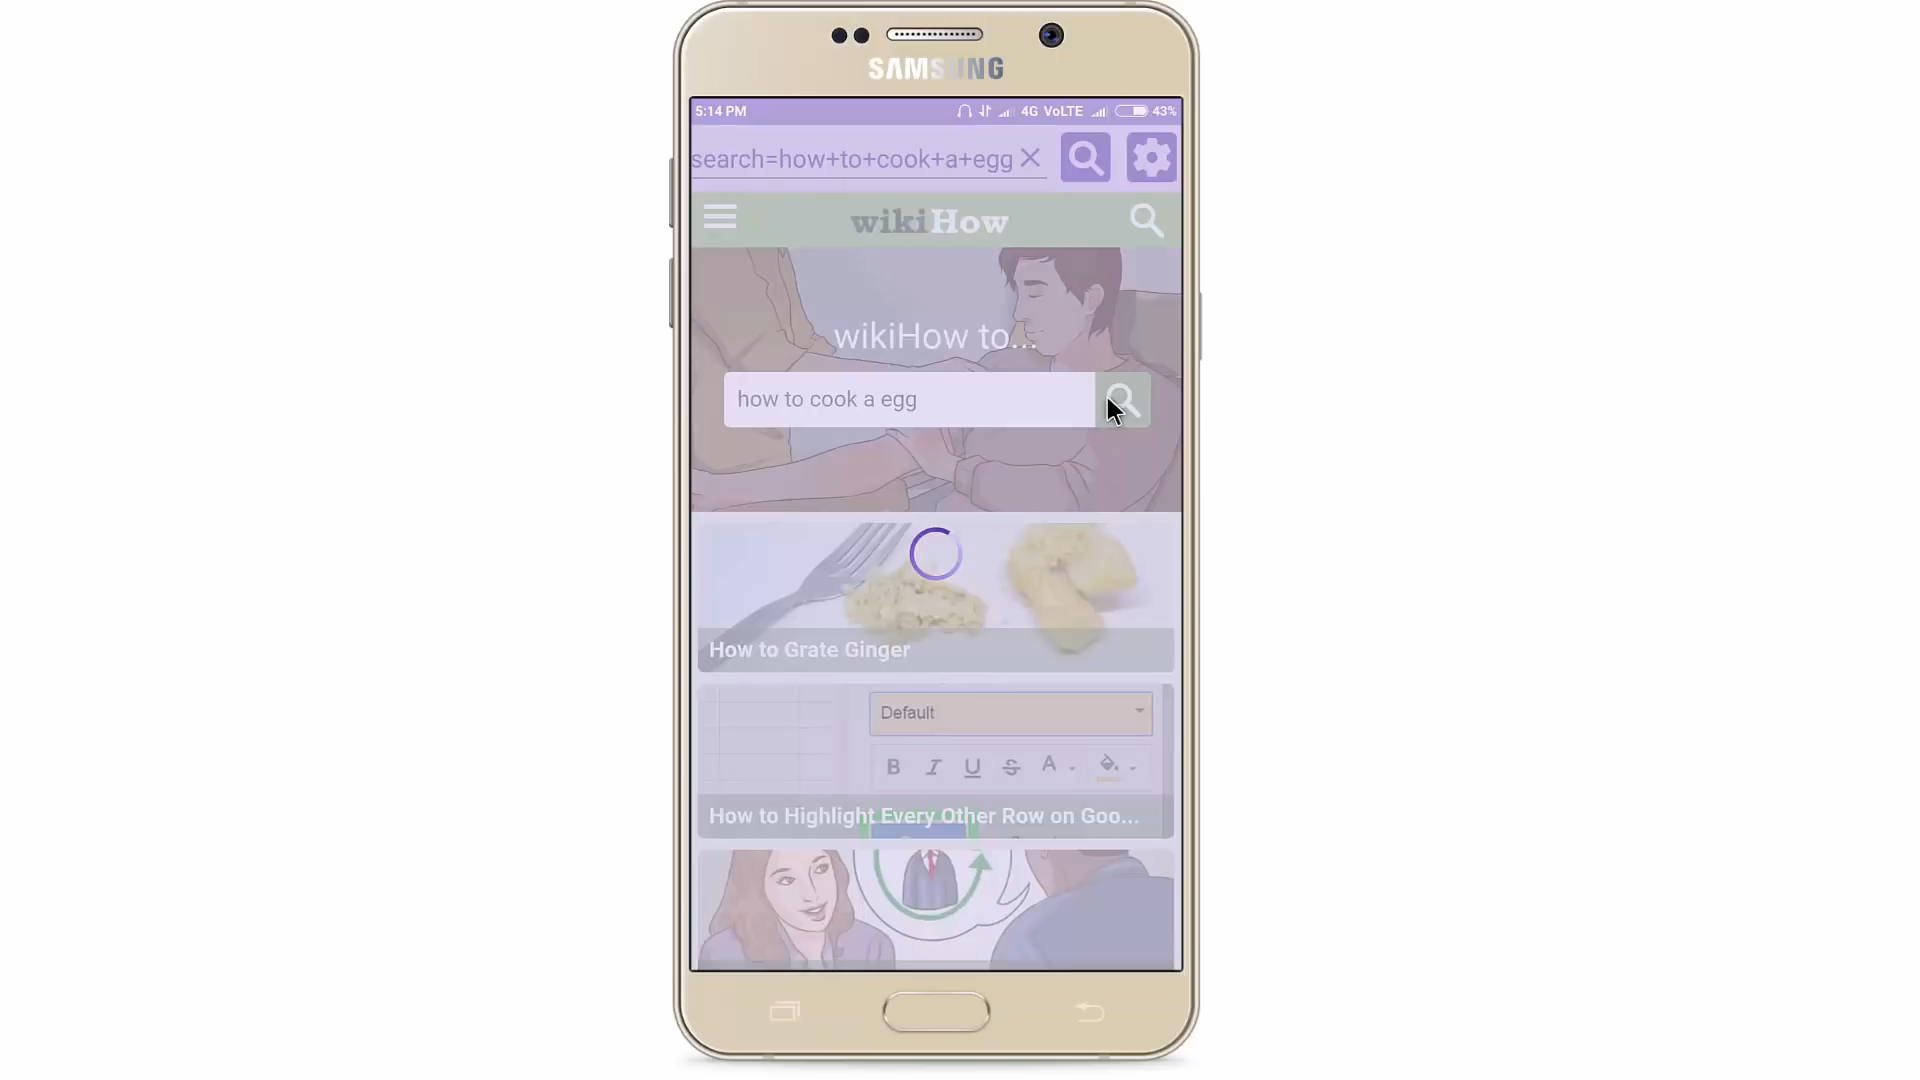 SAMSUNG
5:14 PM 4G VoLTE 43%
search=how+to+cook+a+egg
wikiHow
wikiHow to...
how to cook a egg
How to Grate Ginger
Default
B I U S A
How to Highlight Every Other Row on Goo...